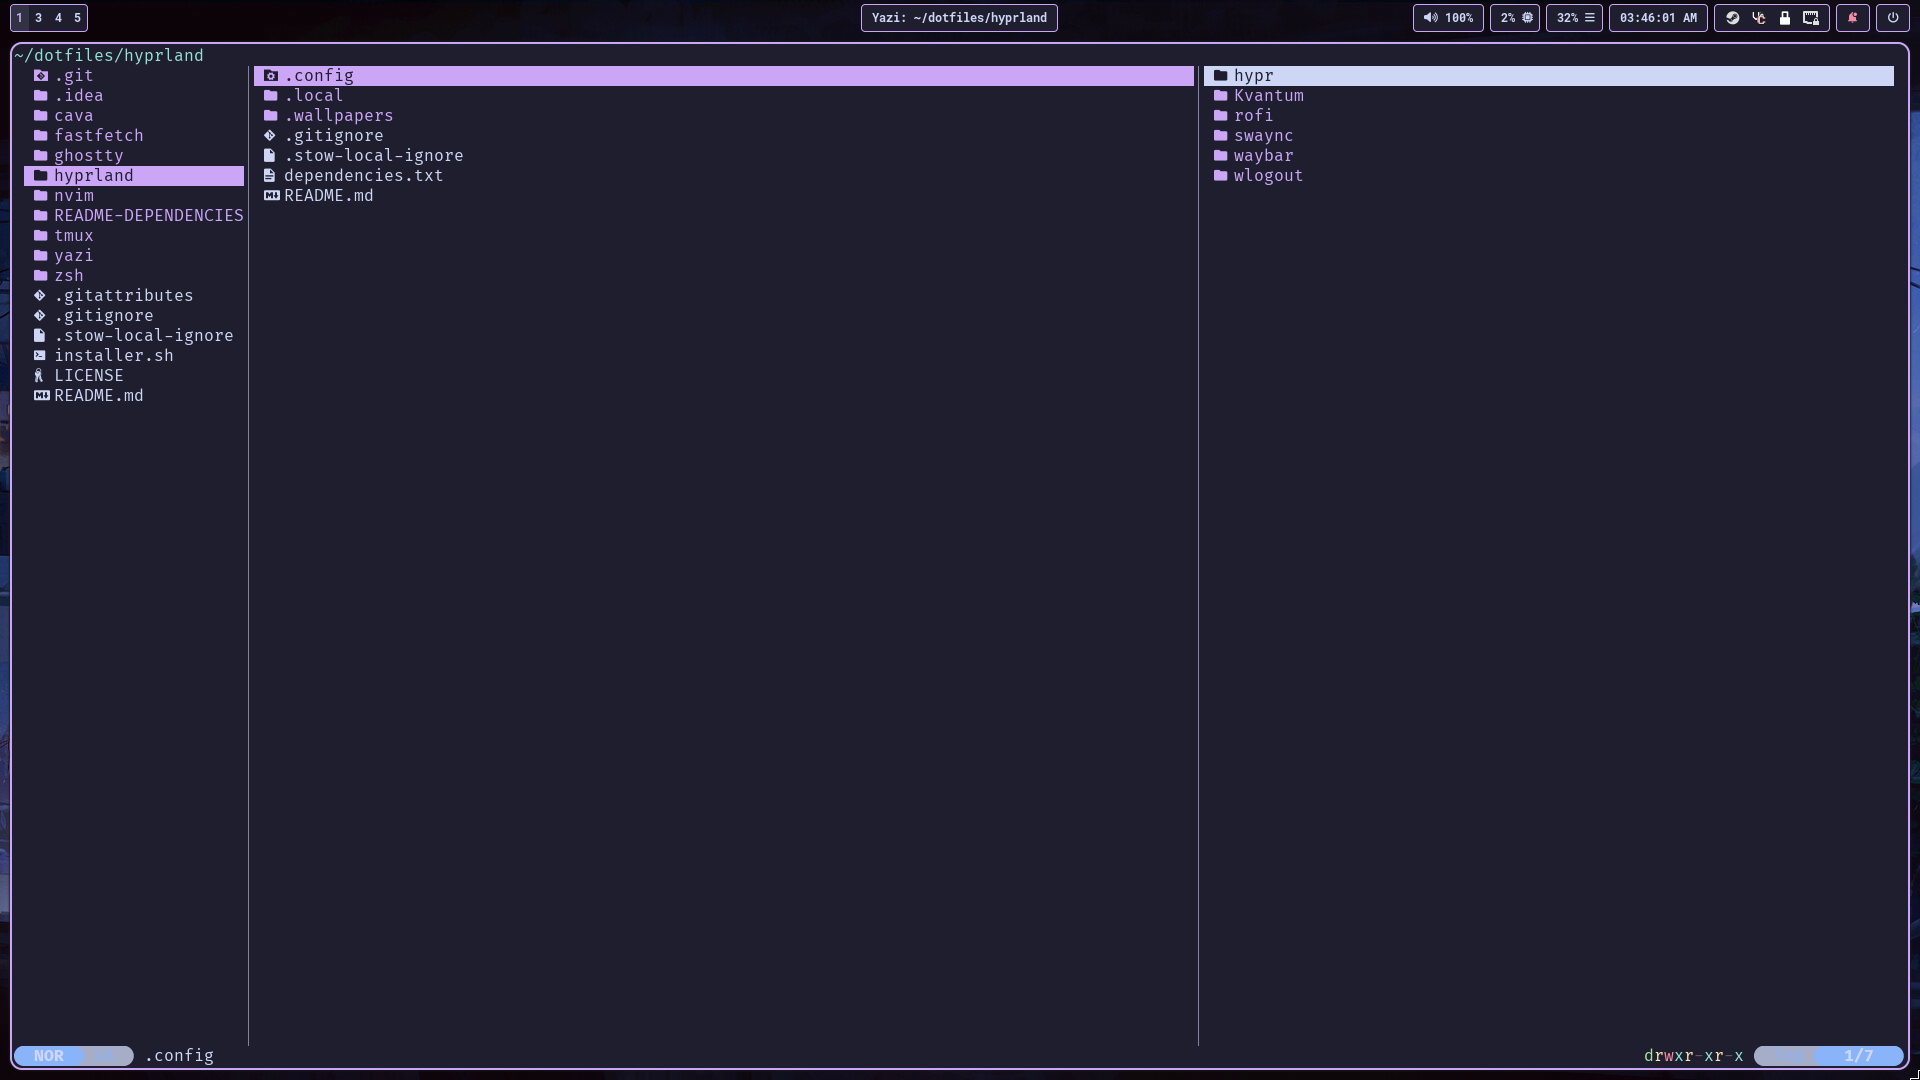 1 3 4 5
Yazi: ~/dotfiles/hyprland
100%
2%
32%
03:46:01 AM
~/dotfiles/hyprland
.git
.idea
cava
fastfetch
ghostty
hyprland
nvim
README-DEPENDENCIES
tmux
yazi
zsh
.gitattributes
.gitignore
.stow-local-ignore
installer.sh
LICENSE
README.md
.config
.local
.wallpapers
.gitignore
.stow-local-ignore
dependencies.txt
README.md
hypr
Kvantum
rofi
swaync
waybar
wlogout
NOR
.config
drwxr-xr-x
1/7